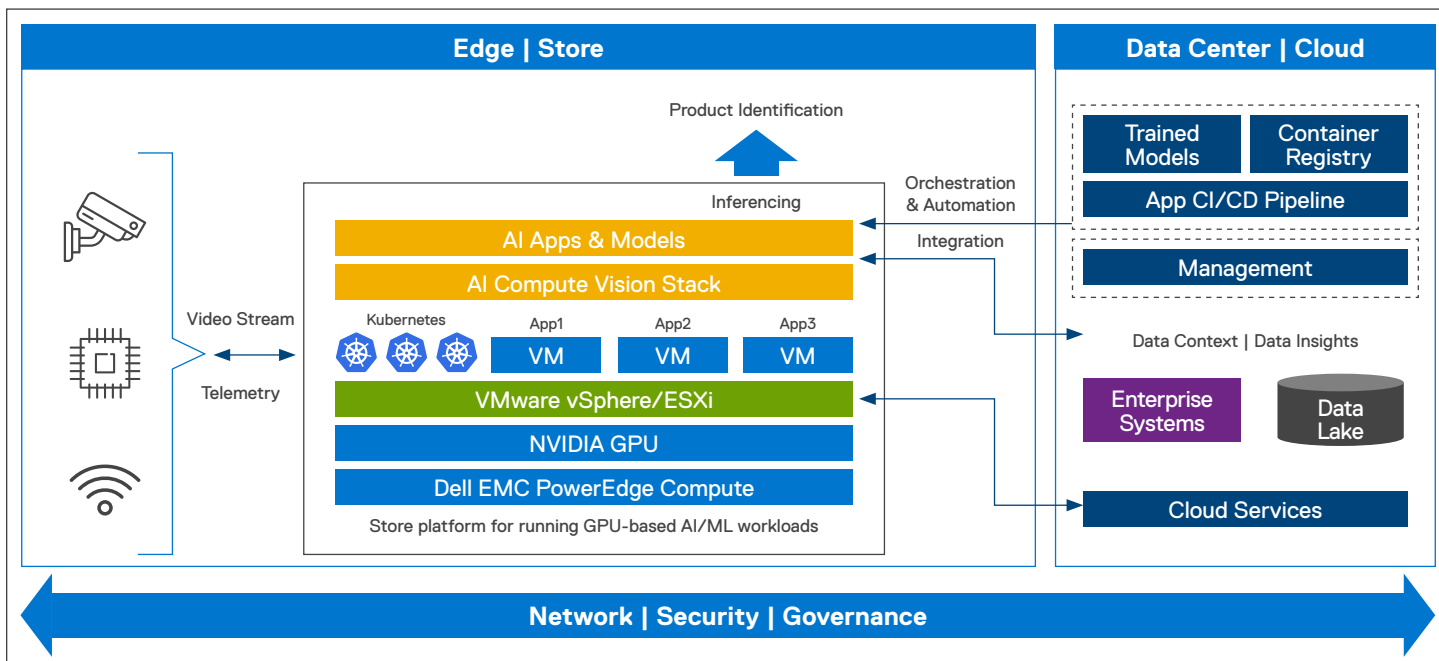 Edge | Store
Data Center | Cloud
Product Identification
Inferencing
AI Apps & Models
AI Compute Vision Stack
Kubernetes
App1
App2
App3
VM
VM
VM
VMware vSphere/ESXi
NVIDIA GPU
Dell EMC PowerEdge Compute
Store platform for running GPU-based AI/ML workloads
Video Stream
Telemetry
Orchestration
& Automation
Integration
Trained
Models
Container
Registry
App CI/CD Pipeline
Management
Data Context | Data Insights
Enterprise
Systems
Data
Lake
Cloud Services
Network | Security | Governance